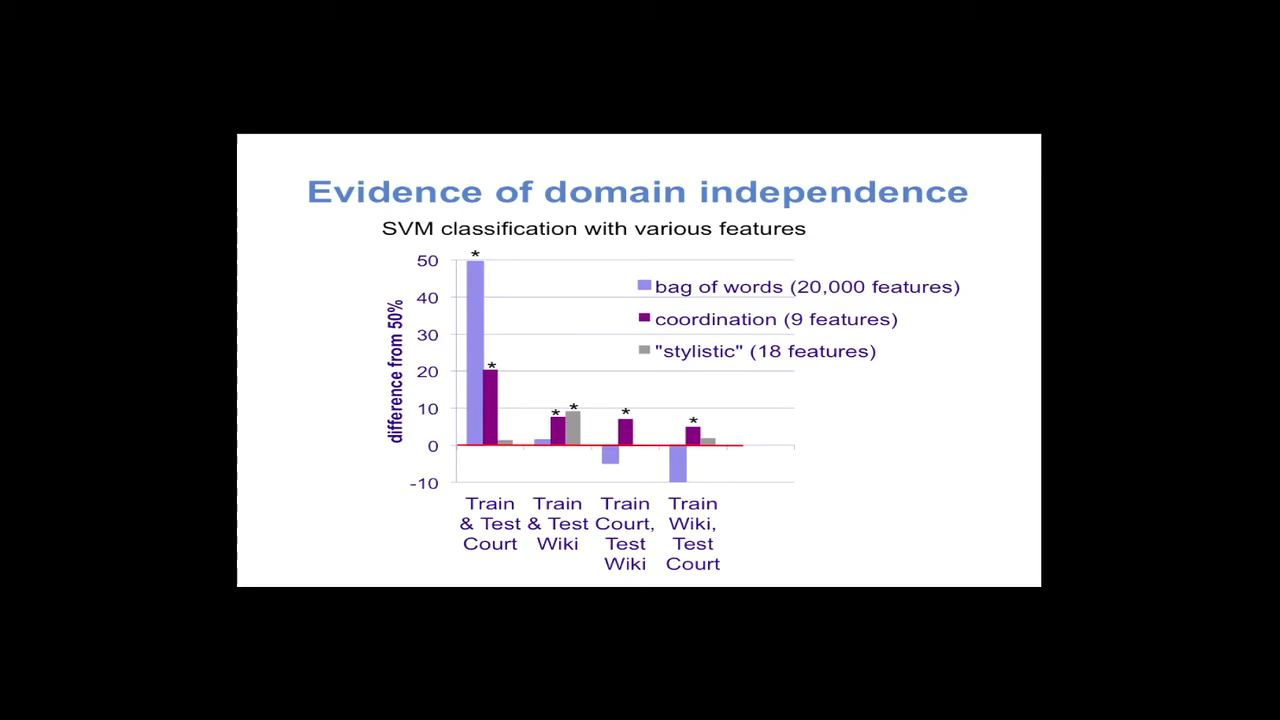 Evidence of domain independence
SVM classification with various features
*
50
bag of words (20,000 features)
40
coordination (9 features)
30
"stylistic" (18 features)
*
20
* * * *
10
0
-10
difference from 50%
Train & Test Court
Train & Test Wiki
Train Court, Test Wiki
Train Wiki, Test Court